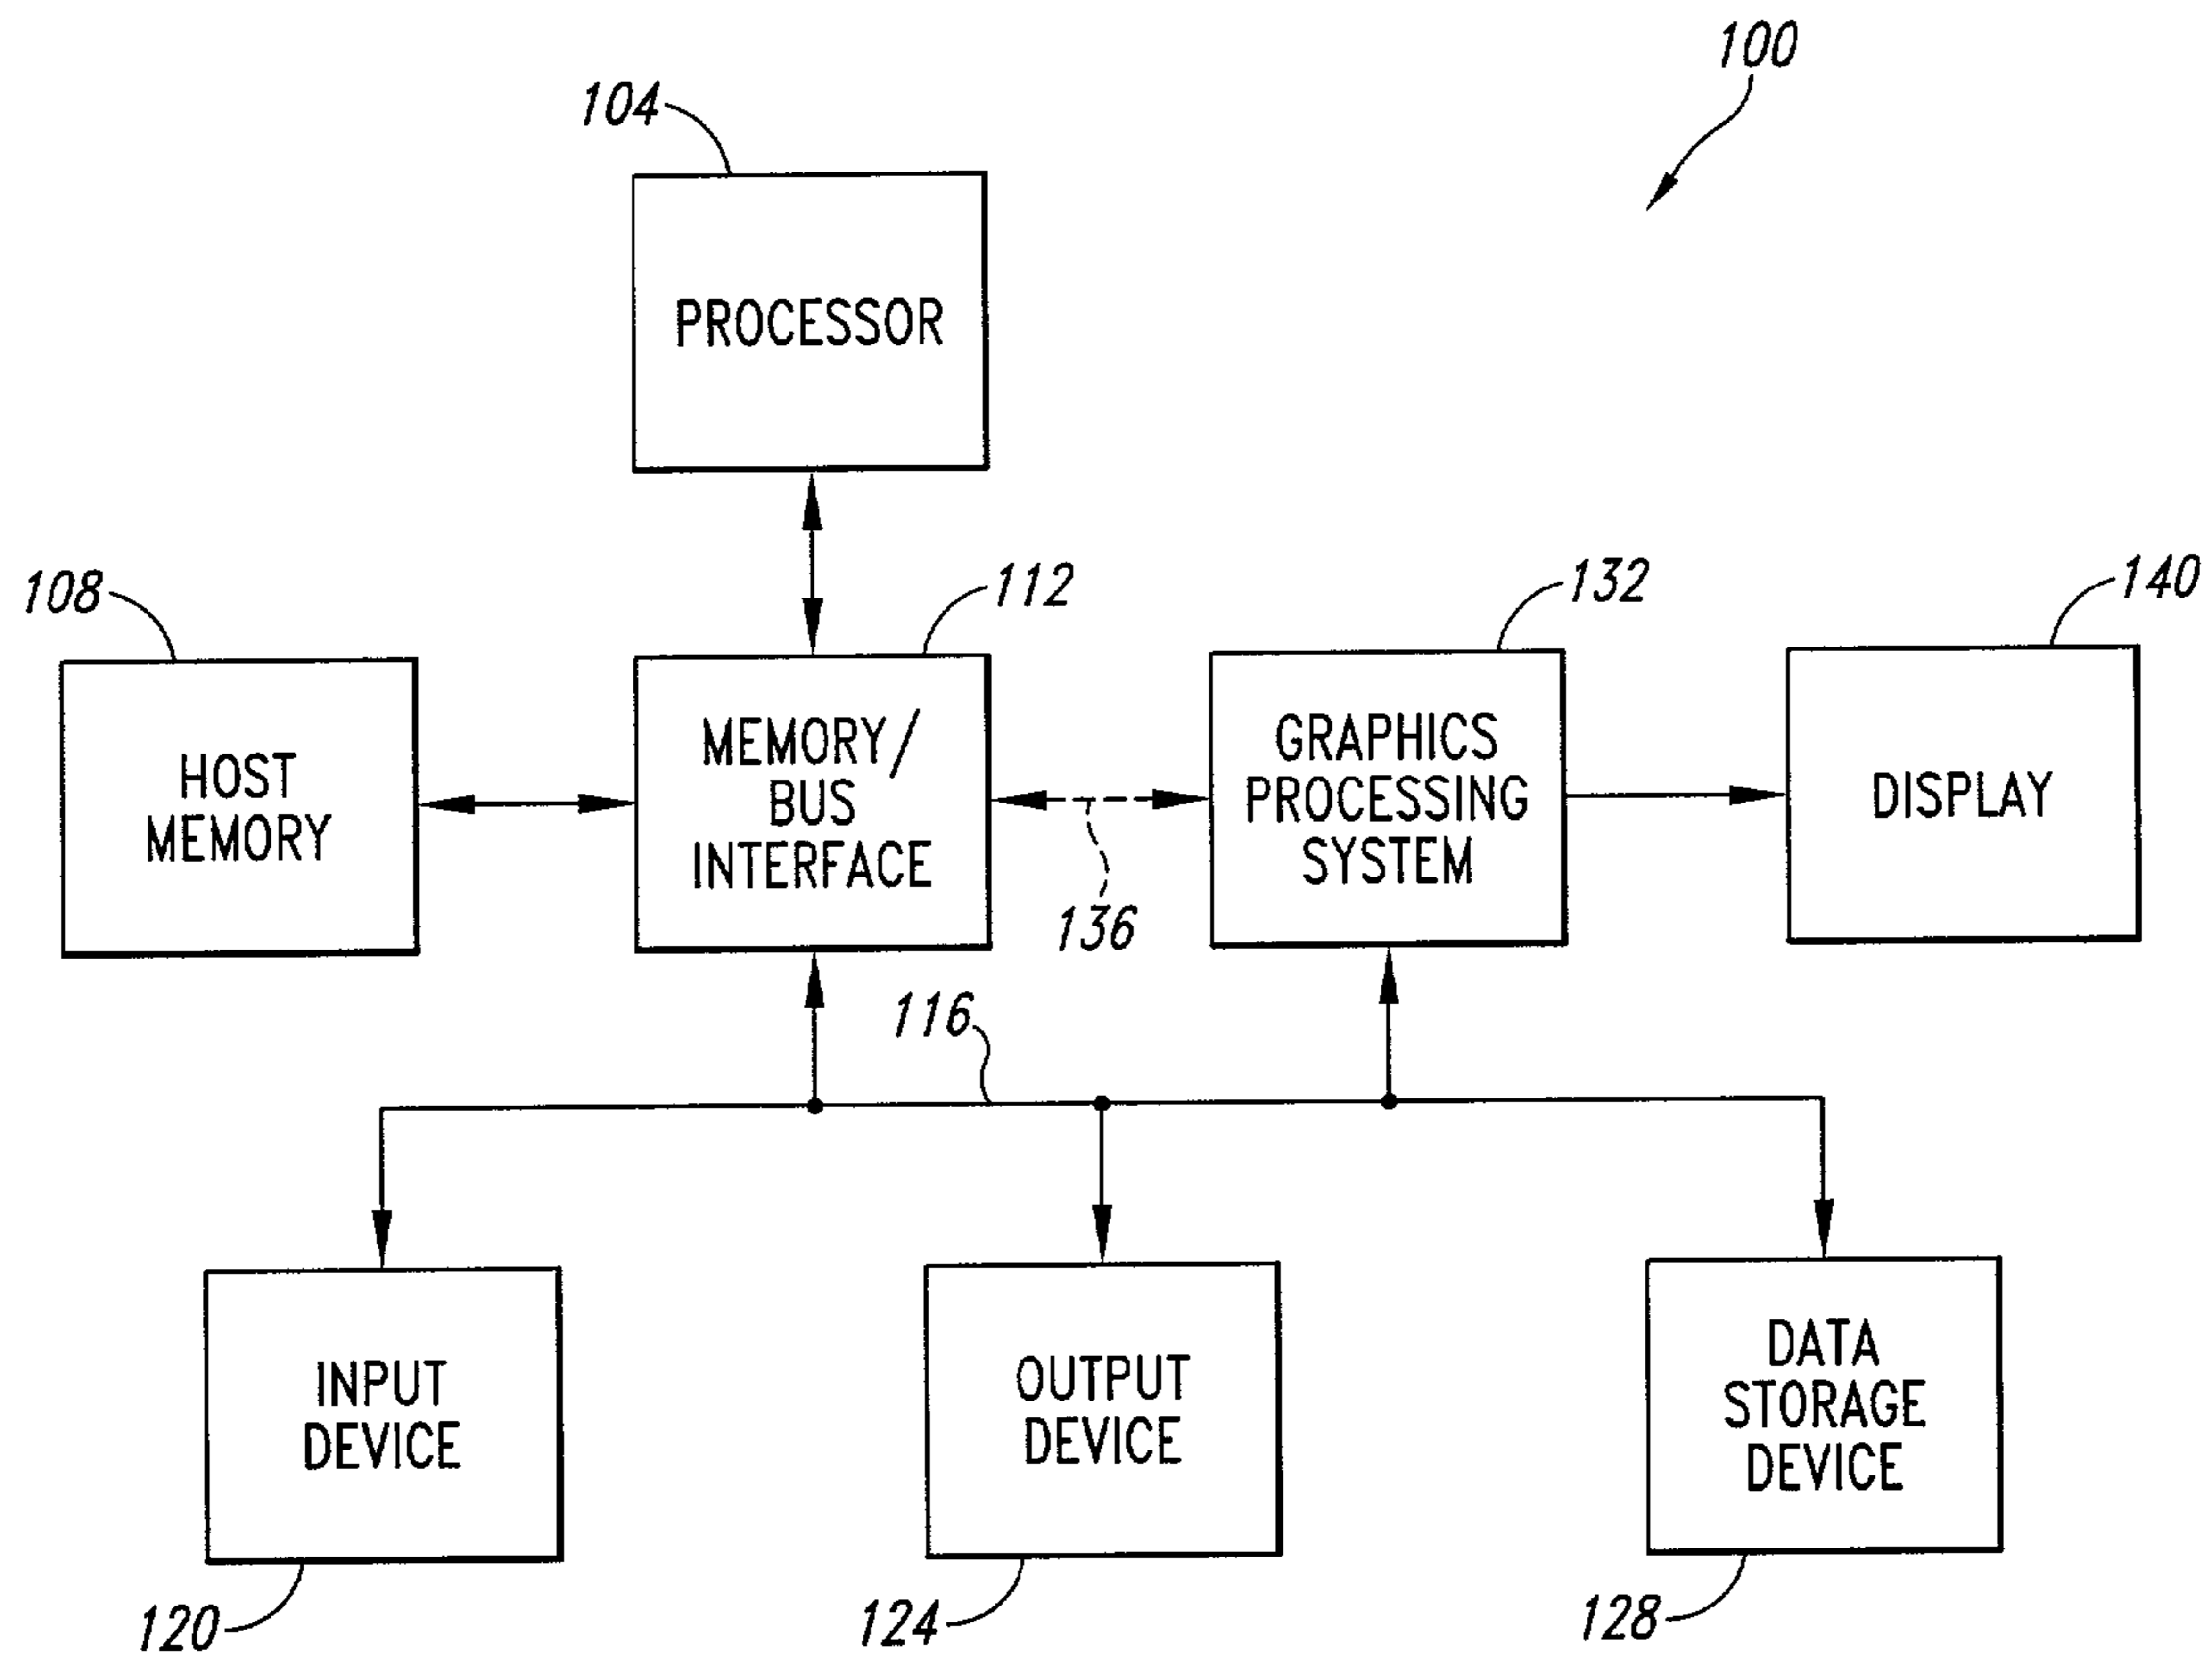 100
104
PROCESSOR
108
112
132
140
HOST
MEMORY
MEMORY/
BUS
INTERFACE
GRAPHICS
PROCESSING
SYSTEM
DISPLAY
136
116
INPUT
DEVICE
OUTPUT
DEVICE
DATA
STORAGE
DEVICE
120
124
128